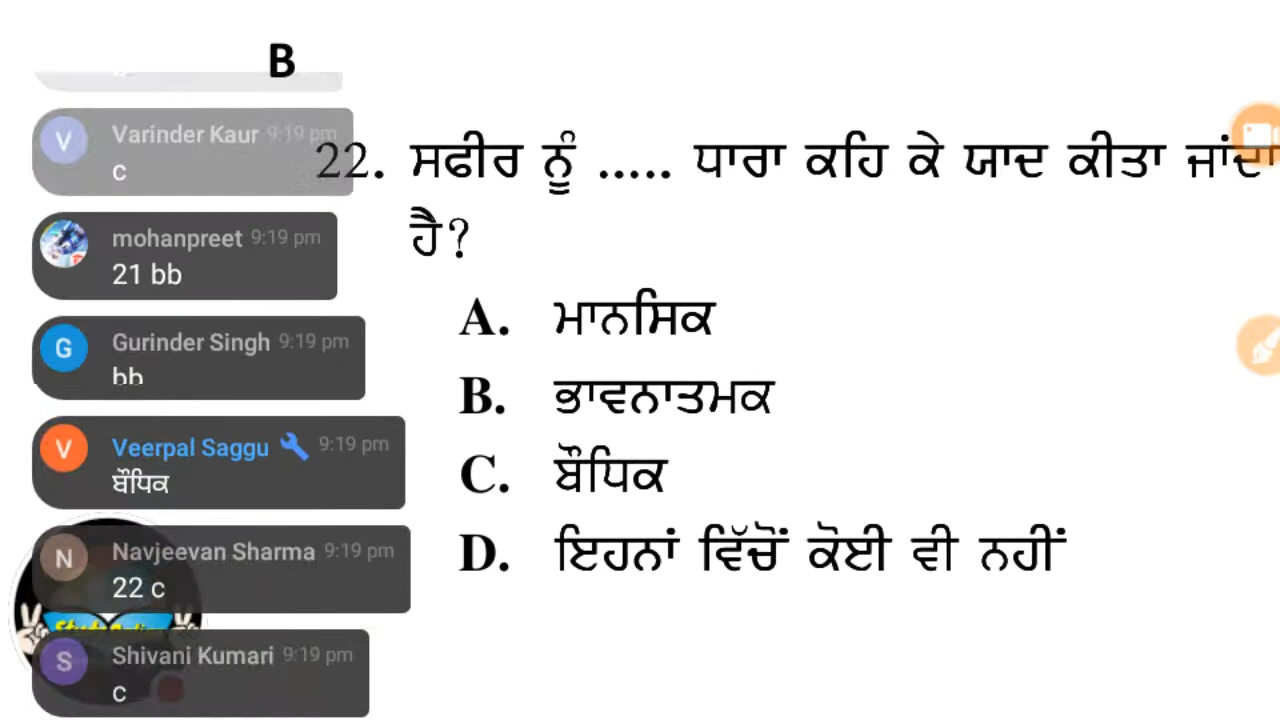 B
Varinder Kaur 9:19 pm
c
mohanpreet 9:19 pm
21 bb
Gurinder Singh 9:19 pm
bb
Veerpal Saggu 9:19 pm
ਬੌਧਿਕ
Navjeevan Sharma 9:19 pm
22 c
Shivani Kumari 9:19 pm
c
22. ਸਫੀਰ ਨੂੰ ..... ਧਾਰਾ ਕਹਿ ਕੇ ਯਾਦ ਕੀਤਾ ਜਾਂਦਾ
ਹੈ?
A. ਮਾਨਸਿਕ
B. ਭਾਵਨਾਤਮਕ
C. ਬੌਧਿਕ
D. ਇਹਨਾਂ ਵਿੱਚੋਂ ਕੋਈ ਵੀ ਨਹੀਂ